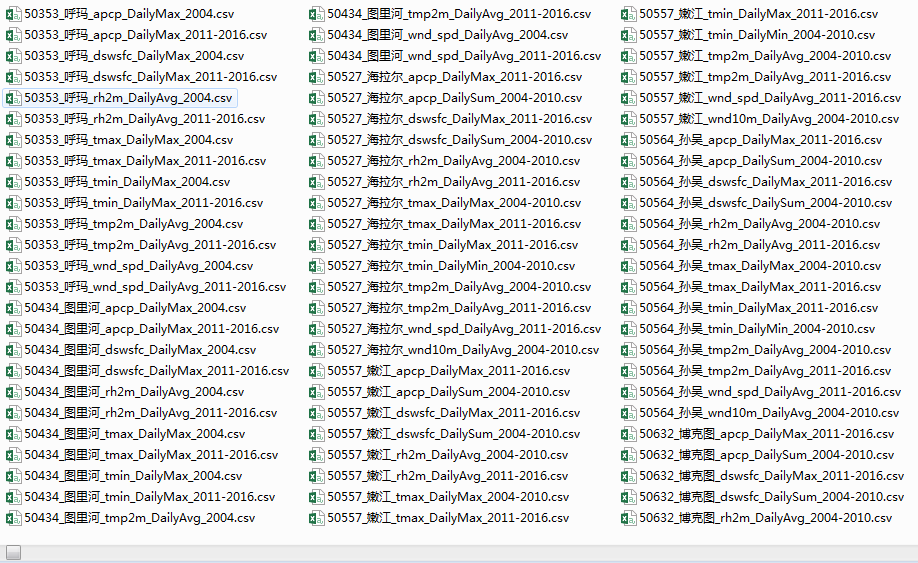 50353_呼玛_apcp_DailyMax_2004.csv
50353_呼玛_apcp_DailyMax_2011-2016.csv
50353_呼玛_dswsfc_DailyMax_2004.csv
50353_呼玛_dswsfc_DailyMax_2011-2016.csv
50353_呼玛_rh2m_DailyAvg_2004.csv
50353_呼玛_rh2m_DailyAvg_2011-2016.csv
50353_呼玛_tmax_DailyMax_2004.csv
50353_呼玛_tmax_DailyMax_2011-2016.csv
50353_呼玛_tmin_DailyMax_2004.csv
50353_呼玛_tmin_DailyMax_2011-2016.csv
50353_呼玛_tmp2m_DailyAvg_2004.csv
50353_呼玛_tmp2m_DailyAvg_2011-2016.csv
50353_呼玛_wnd_spd_DailyAvg_2004.csv
50353_呼玛_wnd_spd_DailyAvg_2011-2016.csv
50434_图里河_apcp_DailyMax_2004.csv
50434_图里河_apcp_DailyMax_2011-2016.csv
50434_图里河_dswsfc_DailyMax_2004.csv
50434_图里河_dswsfc_DailyMax_2011-2016.csv
50434_图里河_rh2m_DailyAvg_2004.csv
50434_图里河_rh2m_DailyAvg_2011-2016.csv
50434_图里河_tmax_DailyMax_2004.csv
50434_图里河_tmax_DailyMax_2011-2016.csv
50434_图里河_tmin_DailyMax_2004.csv
50434_图里河_tmin_DailyMax_2011-2016.csv
50434_图里河_tmp2m_DailyAvg_2004.csv
50434_图里河_tmp2m_DailyAvg_2011-2016.csv
50434_图里河_wnd_spd_DailyAvg_2004.csv
50434_图里河_wnd_spd_DailyAvg_2011-2016.csv
50527_海拉尔_apcp_DailyMax_2011-2016.csv
50527_海拉尔_apcp_DailySum_2004-2010.csv
50527_海拉尔_dswsfc_DailyMax_2011-2016.csv
50527_海拉尔_dswsfc_DailySum_2004-2010.csv
50527_海拉尔_rh2m_DailyAvg_2004-2010.csv
50527_海拉尔_rh2m_DailyAvg_2011-2016.csv
50527_海拉尔_tmax_DailyMax_2004-2010.csv
50527_海拉尔_tmax_DailyMax_2011-2016.csv
50527_海拉尔_tmin_DailyMax_2011-2016.csv
50527_海拉尔_tmin_DailyMin_2004-2010.csv
50527_海拉尔_tmp2m_DailyAvg_2004-2010.csv
50527_海拉尔_tmp2m_DailyAvg_2011-2016.csv
50527_海拉尔_wnd_spd_DailyAvg_2011-2016.csv
50527_海拉尔_wnd10m_DailyAvg_2004-2010.csv
50557_嫩江_apcp_DailyMax_2011-2016.csv
50557_嫩江_apcp_DailySum_2004-2010.csv
50557_嫩江_dswsfc_DailyMax_2011-2016.csv
50557_嫩江_dswsfc_DailySum_2004-2010.csv
50557_嫩江_rh2m_DailyAvg_2004-2010.csv
50557_嫩江_rh2m_DailyAvg_2011-2016.csv
50557_嫩江_tmax_DailyMax_2004-2010.csv
50557_嫩江_tmax_DailyMax_2011-2016.csv
50557_嫩江_tmin_DailyMax_2011-2016.csv
50557_嫩江_tmin_DailyMin_2004-2010.csv
50557_嫩江_tmp2m_DailyAvg_2004-2010.csv
50557_嫩江_tmp2m_DailyAvg_2011-2016.csv
50557_嫩江_wnd_spd_DailyAvg_2011-2016.csv
50557_嫩江_wnd10m_DailyAvg_2004-2010.csv
50564_孙吴_apcp_DailyMax_2011-2016.csv
50564_孙吴_apcp_DailySum_2004-2010.csv
50564_孙吴_dswsfc_DailyMax_2011-2016.csv
50564_孙吴_dswsfc_DailySum_2004-2010.csv
50564_孙吴_rh2m_DailyAvg_2004-2010.csv
50564_孙吴_rh2m_DailyAvg_2011-2016.csv
50564_孙吴_tmax_DailyMax_2004-2010.csv
50564_孙吴_tmax_DailyMax_2011-2016.csv
50564_孙吴_tmin_DailyMax_2011-2016.csv
50564_孙吴_tmin_DailyMin_2004-2010.csv
50564_孙吴_tmp2m_DailyAvg_2004-2010.csv
50564_孙吴_tmp2m_DailyAvg_2011-2016.csv
50564_孙吴_wnd_spd_DailyAvg_2011-2016.csv
50564_孙吴_wnd10m_DailyAvg_2004-2010.csv
50632_博克图_apcp_DailyMax_2011-2016.csv
50632_博克图_apcp_DailySum_2004-2010.csv
50632_博克图_dswsfc_DailyMax_2011-2016.csv
50632_博克图_dswsfc_DailySum_2004-2010.csv
50632_博克图_rh2m_DailyAvg_2004-2010.csv